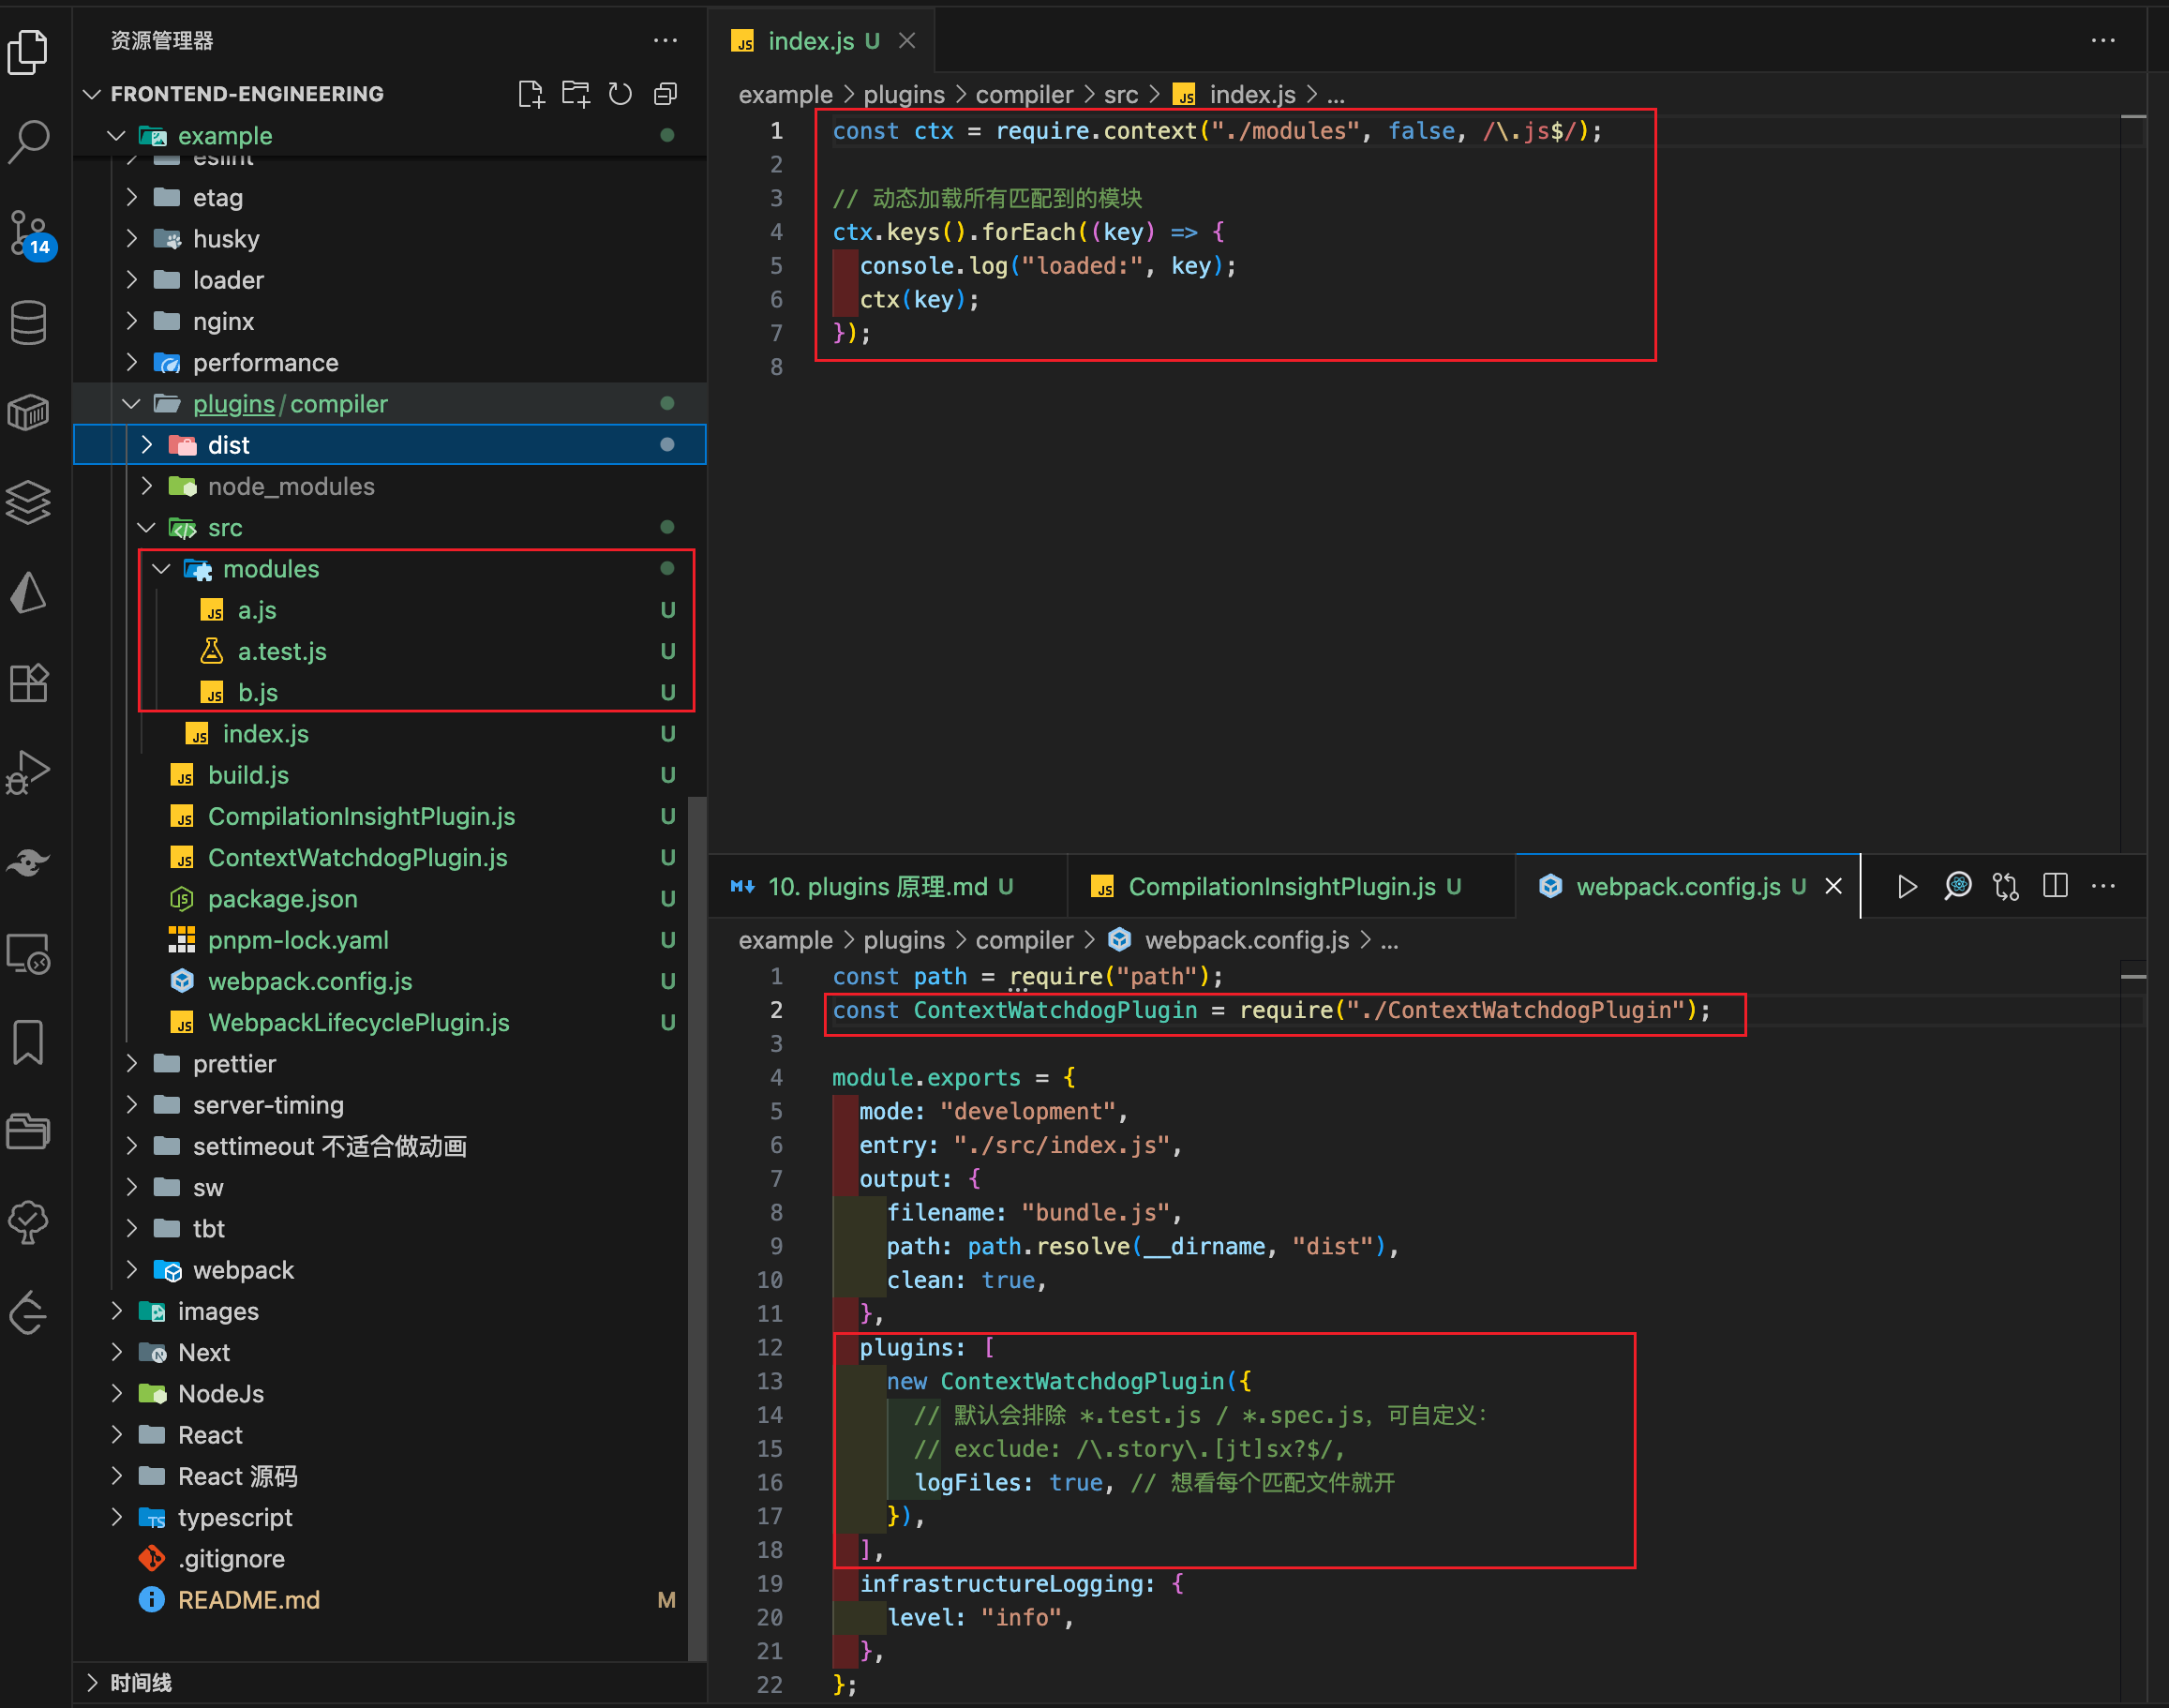 资源管理器
FRONTEND-ENGINEERING
example
eslint
etag
husky
loader
nginx
performance
plugins/compiler
dist
node_modules
src
modules
a.js U
a.test.js U
b.js U
index.js U
build.js U
CompilationInsightPlugin.js U
ContextWatchdogPlugin.js U
package.json U
pnpm-lock.yaml U
webpack.config.js U
WebpackLifecyclePlugin.js U
prettier
server-timing
settimeout 不适合做动画
sw
tbt
webpack
images
Next
NodeJs
React
React 源码
typescript
.gitignore
README.md M
时间线
14
index.js U
example > plugins > compiler > src > index.js > ...
1 const ctx = require.context("./modules", false, /\.js$/);
2
3 // 动态加载所有匹配到的模块
4 ctx.keys().forEach((key) => {
5 console.log("loaded:", key);
6 ctx(key);
7 });
8
10. plugins 原理.md U
CompilationInsightPlugin.js U
webpack.config.js U
example > plugins > compiler > webpack.config.js > ...
1 const path = require("path");
2 const ContextWatchdogPlugin = require("./ContextWatchdogPlugin");
3
4 module.exports = {
5 mode: "development",
6 entry: "./src/index.js",
7 output: {
8 filename: "bundle.js",
9 path: path.resolve(__dirname, "dist"),
10 clean: true,
11 },
12 plugins: [
13 new ContextWatchdogPlugin({
14 // 默认会排除 *.test.js / *.spec.js，可自定义：
15 // exclude: /\.story\.[jt]sx?$/,
16 logFiles: true, // 想看每个匹配文件就开
17 }),
18 ],
19 infrastructureLogging: {
20 level: "info",
21 },
22 };